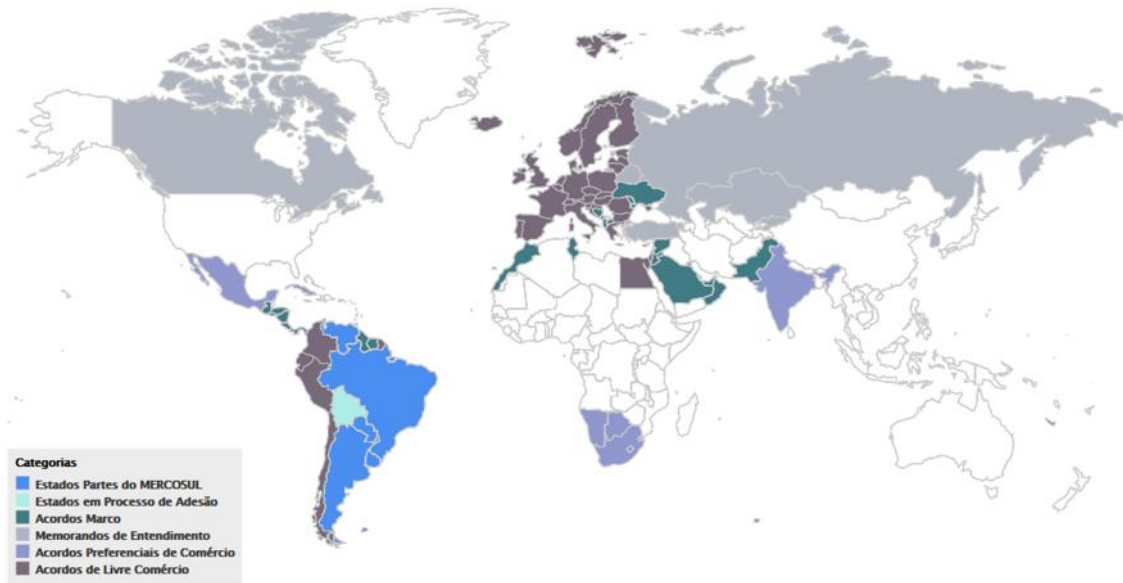 Categorias
Estados Partes do MERCOSUL
Estados em Processo de Adesão
Acordos Marco
Memorandos de Entendimento
Acordos Preferenciais de Comércio
Acordos de Livre Comércio